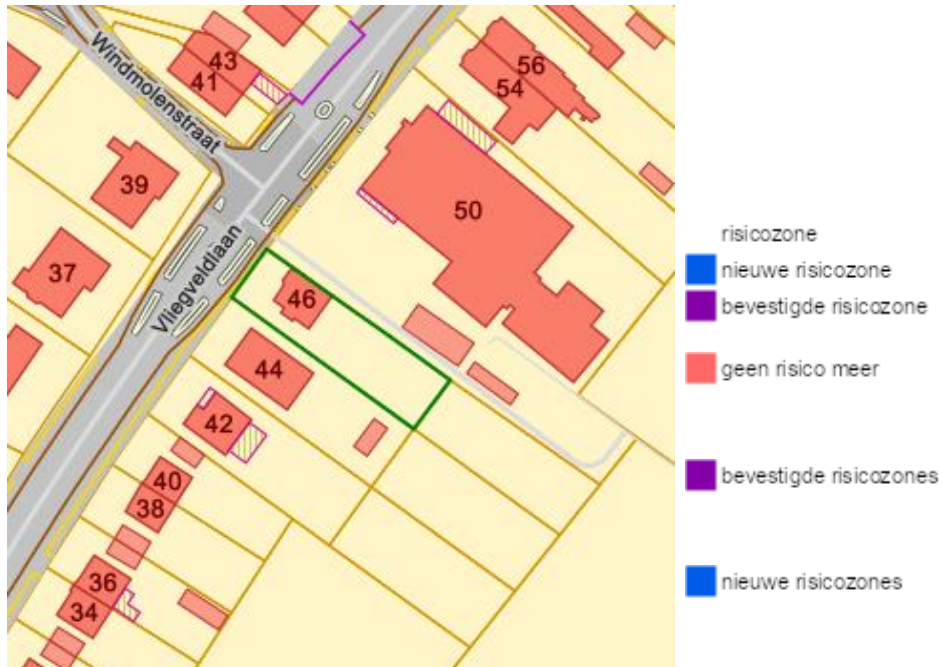 Windmolenstraat
43
41
56
54
39
50
37
Vliegveldlaan
46
44
42
40
38
36
34
risicozone
nieuwe risicozone
bevestigde risicozone
geen risico meer
bevestigde risicozones
nieuwe risicozones